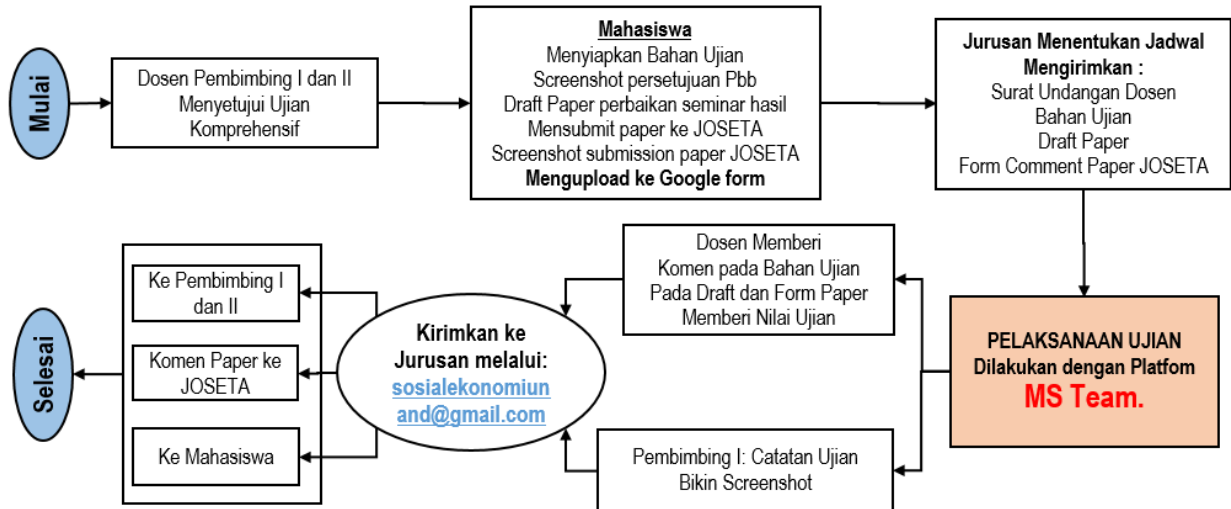 Mulai
Dosen Pembimbing I dan II
Menyetujui Ujian
Komprehensif
Mahasiswa
Menyiapkan Bahan Ujian
Screenshot persetujuan Pbb
Draft Paper perbaikan seminar hasil
Mensubmit paper ke JOSETA
Screenshot submission paper JOSETA
Mengupload ke Google form
Jurusan Menentukan Jadwal
Mengirimkan :
Surat Undangan Dosen
Bahan Ujian
Draft Paper
Form Comment Paper JOSETA
PELAKSANAAN UJIAN
Dilakukan dengan Platfom
MS Team.
Dosen Memberi
Komen pada Bahan Ujian
Pada Draft dan Form Paper
Memberi Nilai Ujian
Pembimbing I: Catatan Ujian
Bikin Screenshot
Kirimkan ke
Jurusan melalui:
sosialekonomiun
and@gmail.com
Ke Pembimbing I
dan II
Komen Paper ke
JOSETA
Ke Mahasiswa
Selesai